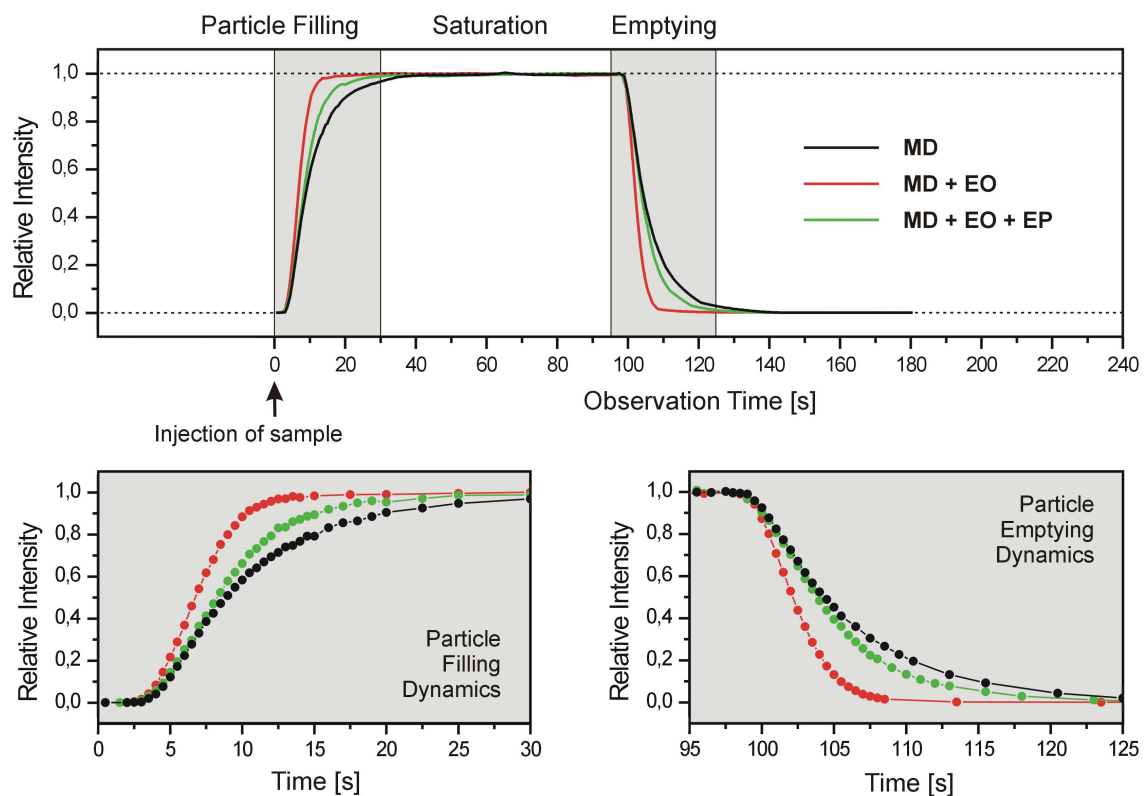 Particle Filling Saturation Emptying
1,0
0,8
0,6
0,4
0,2
0,0
Relative Intensity
MD
MD + EO
MD + EO + EP
0 20 40 60 80 100 120 140 160 180 200 220 240
Observation Time [s]
Injection of sample
1,0
0,8
0,6
0,4
0,2
0,0
Relative Intensity
Particle
Filling
Dynamics
0 5 10 15 20 25 30
Time [s]
1,0
0,8
0,6
0,4
0,2
0,0
Relative Intensity
Particle
Emptying
Dynamics
95 100 105 110 115 120 125
Time [s]